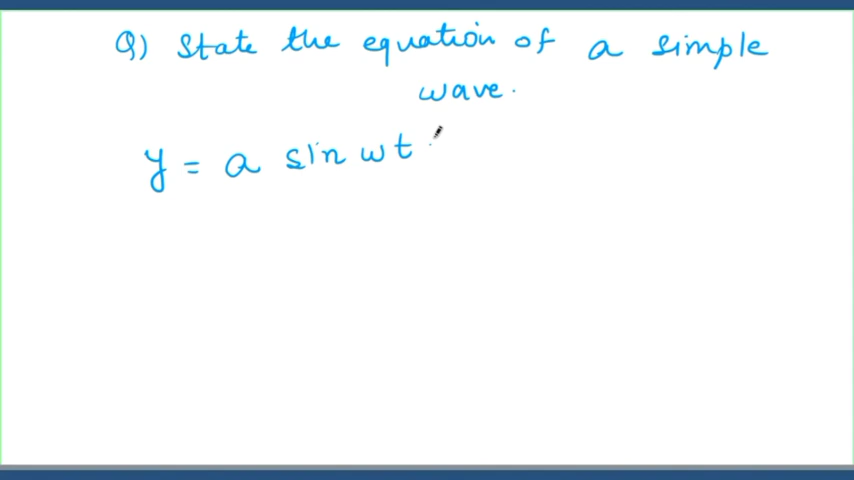 Q) State the equation of a simple
wave.
y = a sin ωt